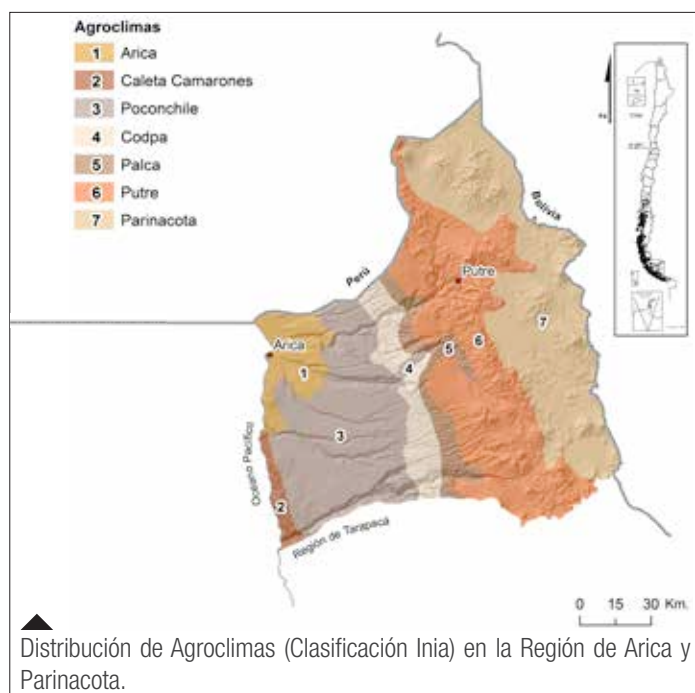 Agroclimas
1 Arica
2 Caleta Camarones
3 Poconchile
4 Codpa
5 Palca
6 Putre
7 Parinacota
Bolivia
Perú
Putre
7
Arica
5
6
1
4
3
Océano Pacífico
2
Región de Tarapacá
0 15 30 Km.
Distribución de Agroclimas (Clasificación Inia) en la Región de Arica y
Parinacota.